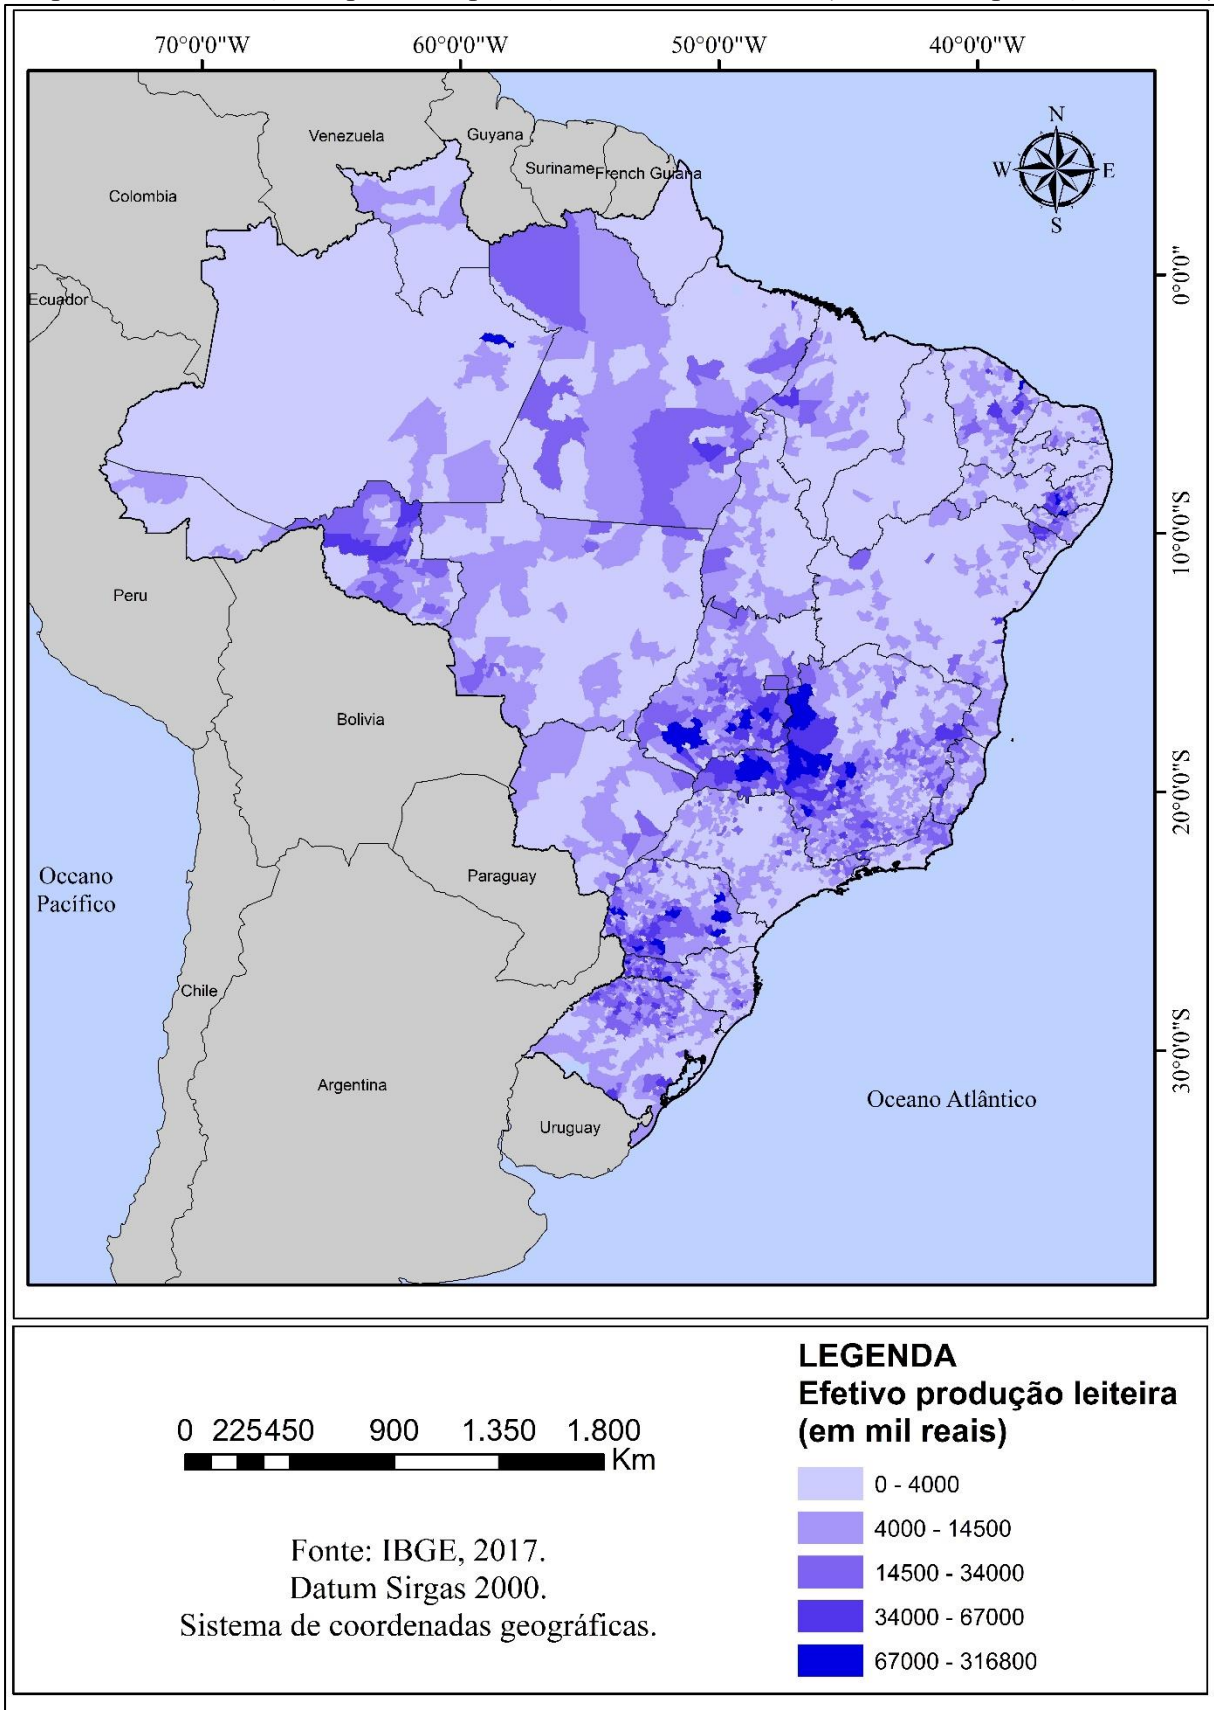 70°0'0"W 60°0'0"W 50°0'0"W 40°0'0"W
N
W E
S
Venezuela
Guyana
Suriname
French Guiana
Colombia
Ecuador
0°0'0"
10°0'0"S
Peru
Bolivia
20°0'0"S
Paraguay
Oceano
Pacífico
Chile
30°0'0"S
Argentina
Oceano Atlântico
Uruguay
LEGENDA
Efetivo produção leiteira
(em mil reais)
0 225 450 900 1.350 1.800
Km
0 - 4000
4000 - 14500
14500 - 34000
34000 - 67000
67000 - 316800
Fonte: IBGE, 2017.
Datum Sirgas 2000.
Sistema de coordenadas geográficas.